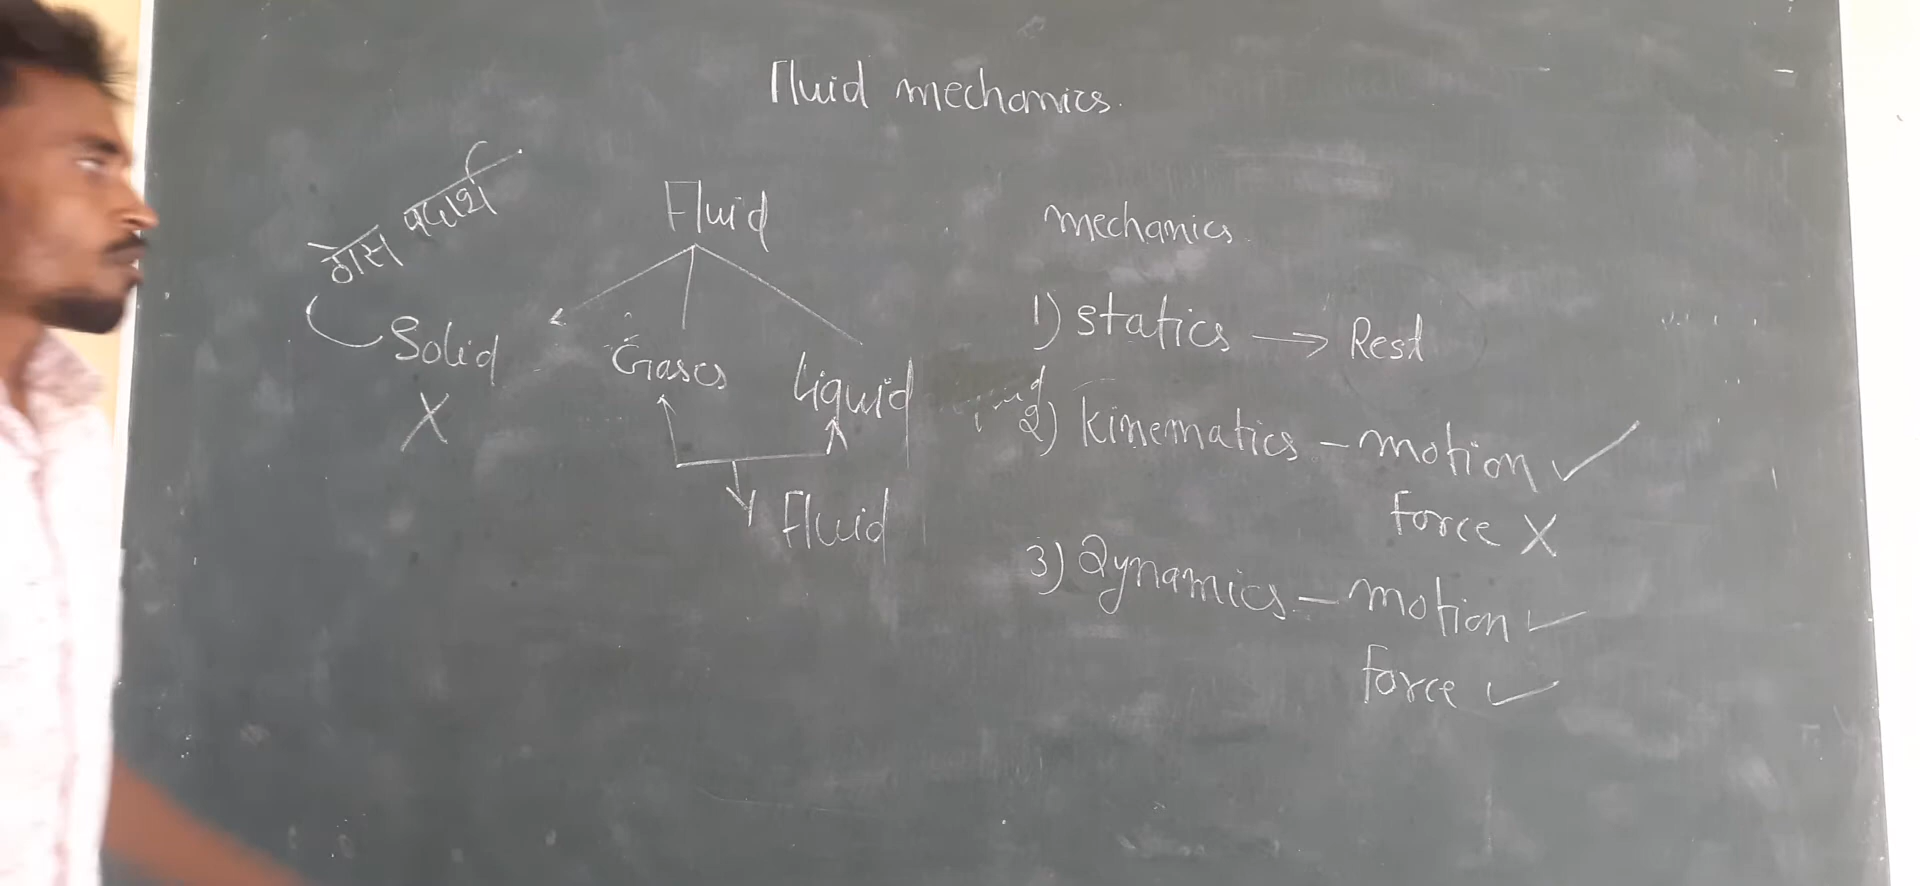 Fluid mechanics.
ठोस पदार्थ
Fluid
Solid
X
Gases
Liquid
Fluid
mechanics
1) Statics → Rest
2) Kinematics – motion ✓
Force X
3) Dynamics – motion ✓
Force ✓